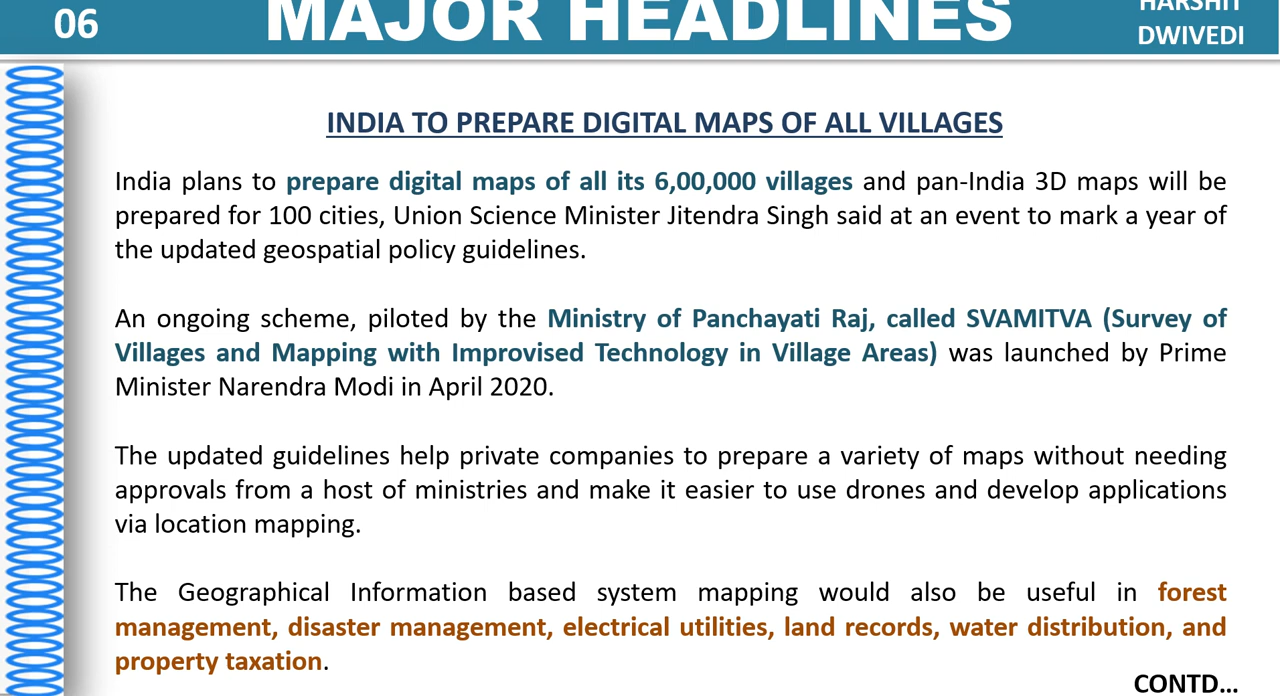 06
MAJOR HEADLINES
HARSHIT
DWIVEDI
INDIA TO PREPARE DIGITAL MAPS OF ALL VILLAGES
India plans to prepare digital maps of all its 6,00,000 villages and pan-India 3D maps will be
prepared for 100 cities, Union Science Minister Jitendra Singh said at an event to mark a year of
the updated geospatial policy guidelines.
An ongoing scheme, piloted by the Ministry of Panchayati Raj, called SVAMITVA (Survey of
Villages and Mapping with Improvised Technology in Village Areas) was launched by Prime
Minister Narendra Modi in April 2020.
The updated guidelines help private companies to prepare a variety of maps without needing
approvals from a host of ministries and make it easier to use drones and develop applications
via location mapping.
The Geographical Information based system mapping would also be useful in forest
management, disaster management, electrical utilities, land records, water distribution, and
property taxation.
CONTD...